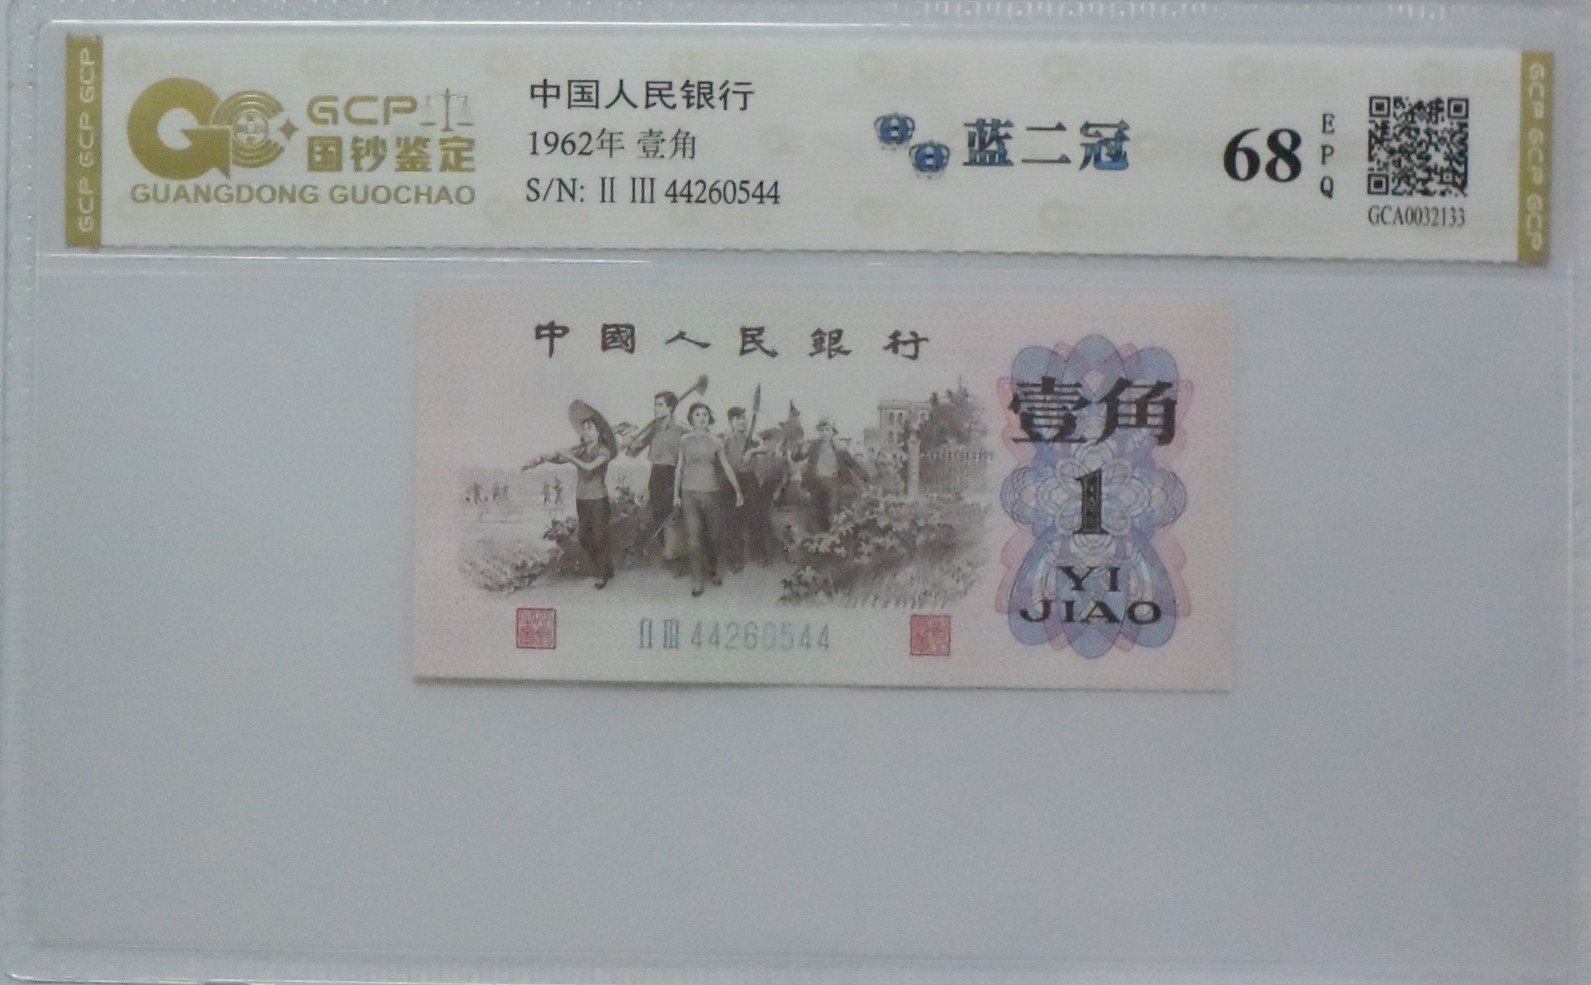 GCP GCP GCP
GCP
国钞鉴定
GUANGDONG GUOCHAO
中国人民银行
1962年 壹角
S/N: II III 44260544
蓝二冠
68
EPQ
GCA0032133
GCP GCP GCP
中國人民銀行
壹角
1
YI
JIAO
II III 44260544